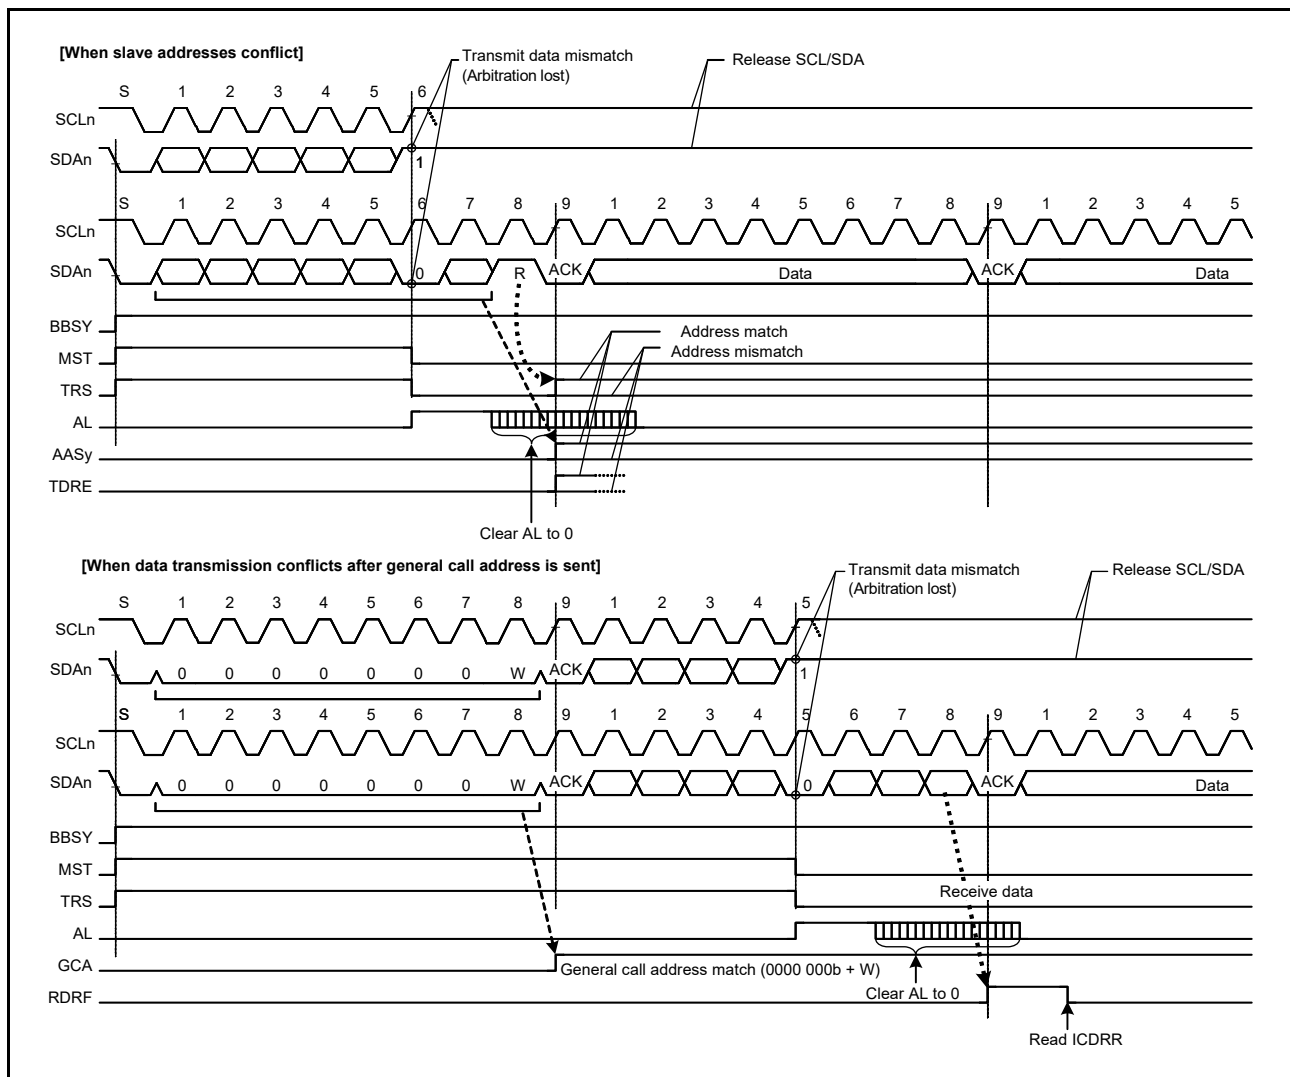 [When slave addresses conflict]
Transmit data mismatch
(Arbitration lost)
Release SCL/SDA
S 1 2 3 4 5 6
SCLn
SDAn 1
S 1 2 3 4 5 6 7 8 9 1 2 3 4 5 6 7 8 9 1 2 3 4 5
SCLn
SDAn 0 R ACK Data ACK Data
BBSY
Address match
MST
Address mismatch
TRS
AL
AASy
TDRE
Clear AL to 0
[When data transmission conflicts after general call address is sent]
Transmit data mismatch
(Arbitration lost)
Release SCL/SDA
S 1 2 3 4 5 6 7 8 9 1 2 3 4 5
SCLn
SDAn 0 0 0 0 0 0 0 W ACK 1
S 1 2 3 4 5 6 7 8 9 1 2 3 4 5 6 7 8 9 1 2 3 4 5
SCLn
SDAn 0 0 0 0 0 0 0 W ACK 0 ACK Data
BBSY
MST
Receive data
TRS
AL
GCA
General call address match (0000 000b + W)
Clear AL to 0
RDRF
Read ICDRR